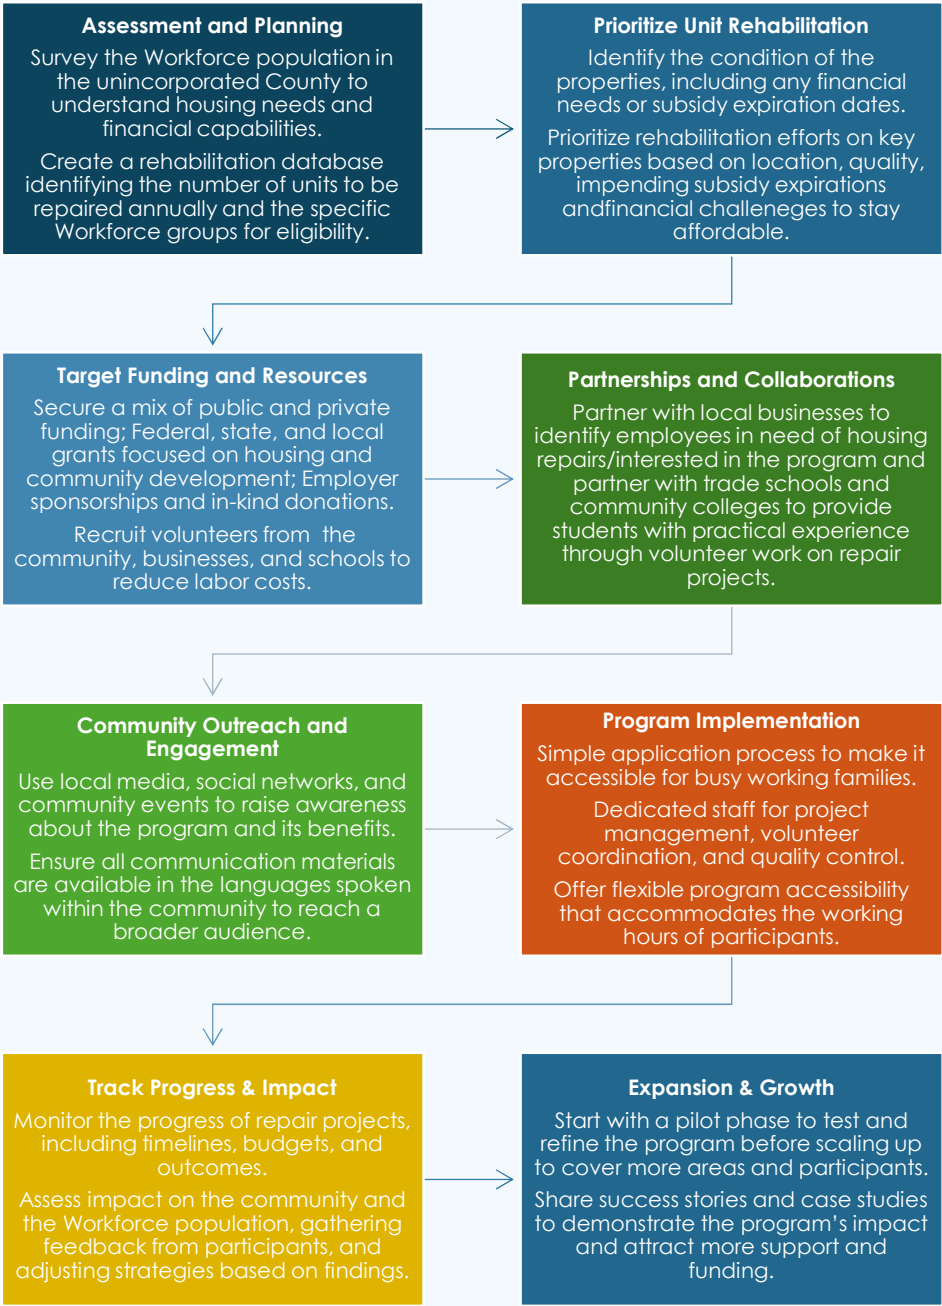 Assessment and Planning
Survey the Workforce population in
the unincorporated County to
understand housing needs and
financial capabilities.
Create a rehabilitation database
identifying the number of units to be
repaired annually and the specific
Workforce groups for eligibility.
Prioritize Unit Rehabilitation
Identify the condition of the
properties, including any financial
needs or subsidy expiration dates.
Prioritize rehabilitation efforts on key
properties based on location, quality,
impending subsidy expirations
andfinancial challeneges to stay
affordable.
Target Funding and Resources
Secure a mix of public and private
funding; Federal, state, and local
grants focused on housing and
community development; Employer
sponsorships and in-kind donations.
Recruit volunteers from the
community, businesses, and schools to
reduce labor costs.
Partnerships and Collaborations
Partner with local businesses to
identify employees in need of housing
repairs/interested in the program and
partner with trade schools and
community colleges to provide
students with practical experience
through volunteer work on repair
projects.
Community Outreach and
Engagement
Use local media, social networks, and
community events to raise awareness
about the program and its benefits.
Ensure all communication materials
are available in the languages spoken
within the community to reach a
broader audience.
Program Implementation
Simple application process to make it
accessible for busy working families.
Dedicated staff for project
management, volunteer
coordination, and quality control.
Offer flexible program accessibility
that accommodates the working
hours of participants.
Track Progress & Impact
Monitor the progress of repair projects,
including timelines, budgets, and
outcomes.
Assess impact on the community and
the Workforce population, gathering
feedback from participants, and
adjusting strategies based on findings.
Expansion & Growth
Start with a pilot phase to test and
refine the program before scaling up
to cover more areas and participants.
Share success stories and case studies
to demonstrate the program's impact
and attract more support and
funding.